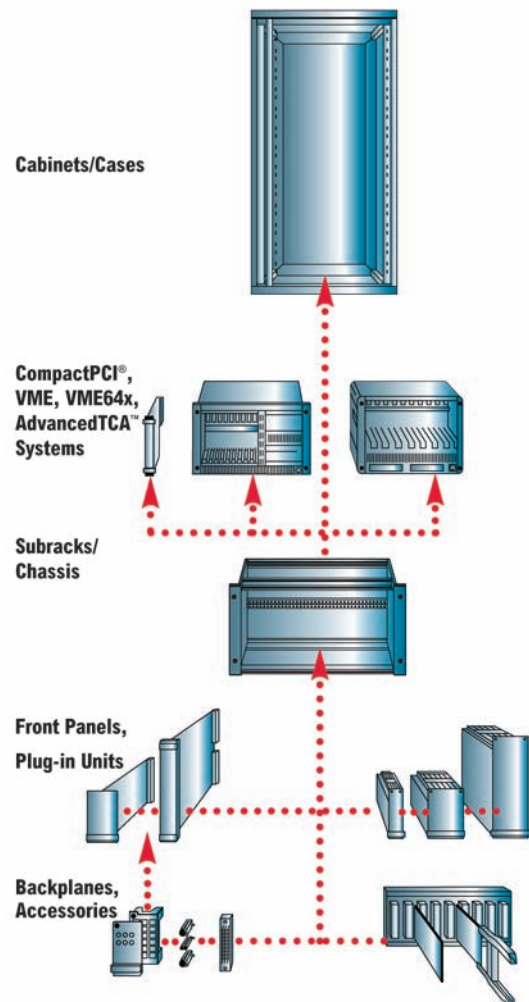 Cabinets/Cases
CompactPCI®,
VME, VME64x,
AdvancedTCA™
Systems
Subracks/
Chassis
Front Panels,
Plug-in Units
Backplanes,
Accessories